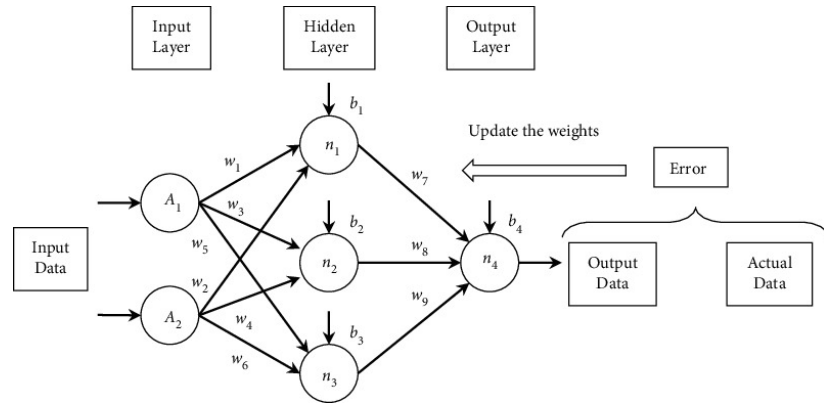 Input
Layer
Hidden
Layer
Output
Layer
b1
n1
Update the weights
Error
w1
w7
A1
w3
w5
b2
b4
Input
Data
n2
w8
n4
Output
Data
Actual
Data
w2
w9
A2
w4
w6
b3
n3